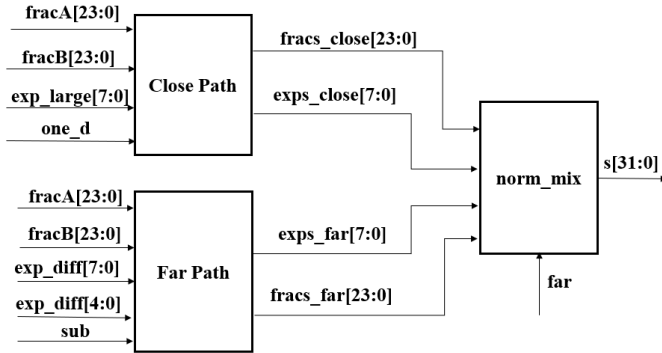 fracA[23:0]
fracB[23:0]
exp_large[7:0]
one_d
Close Path
fracs_close[23:0]
exps_close[7:0]
fracA[23:0]
fracB[23:0]
exp_diff[7:0]
exp_diff[4:0]
sub
Far Path
exps_far[7:0]
fracs_far[23:0]
norm_mix
s[31:0]
far